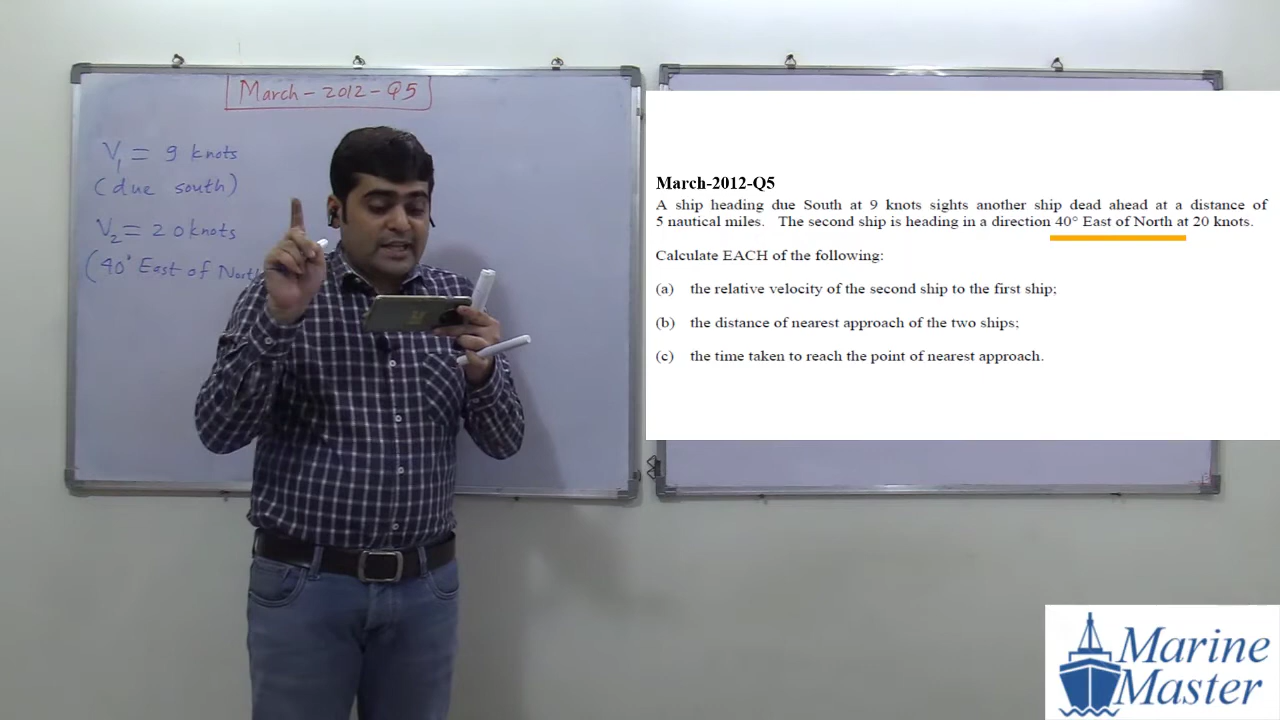 March - 2012 - Q5
V1 = 9 knots
(due south)
V2 = 20 knots
(40° East of North
March-2012-Q5
A ship heading due South at 9 knots sights another ship dead ahead at a distance of
5 nautical miles. The second ship is heading in a direction 40° East of North at 20 knots.
Calculate EACH of the following:
(a) the relative velocity of the second ship to the first ship;
(b) the distance of nearest approach of the two ships;
(c) the time taken to reach the point of nearest approach.
Marine
Master